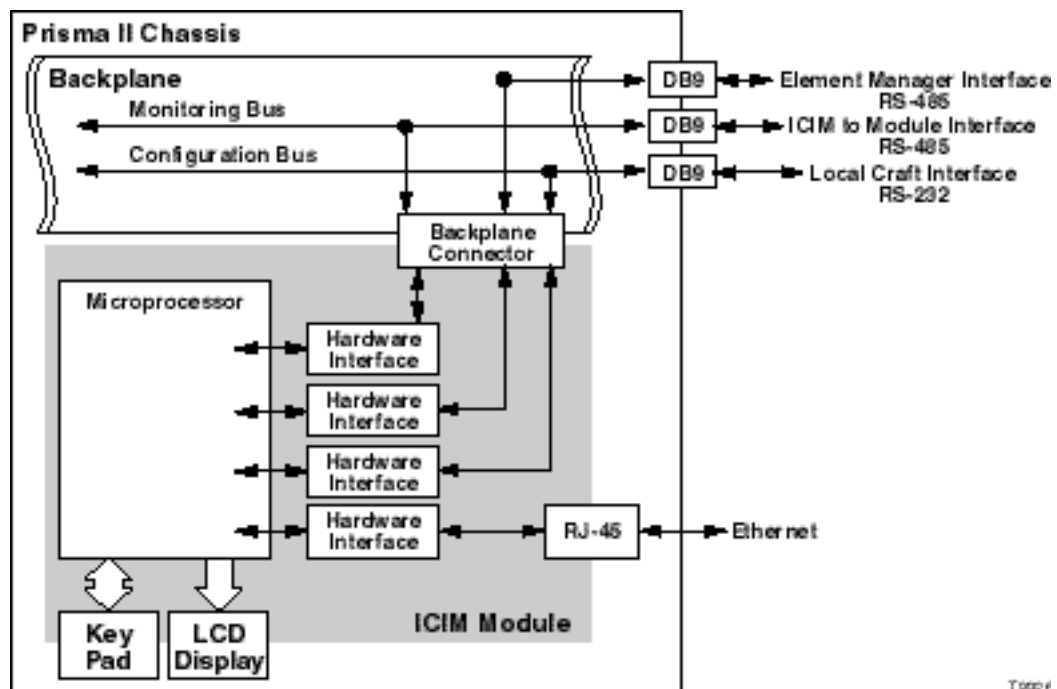 Prisma II Chassis
Backplane
Monitoring Bus
Configuration Bus
DB9
Element Manager Interface
RS-485
DB9
ICIM to Module Interface
RS-485
DB9
Local Craft Interface
RS-232
Backplane
Connector
Microprocessor
Hardware
Interface
Hardware
Interface
Hardware
Interface
Hardware
Interface
RJ-45
Ethernet
ICIM Module
Key
Pad
LCD
Display